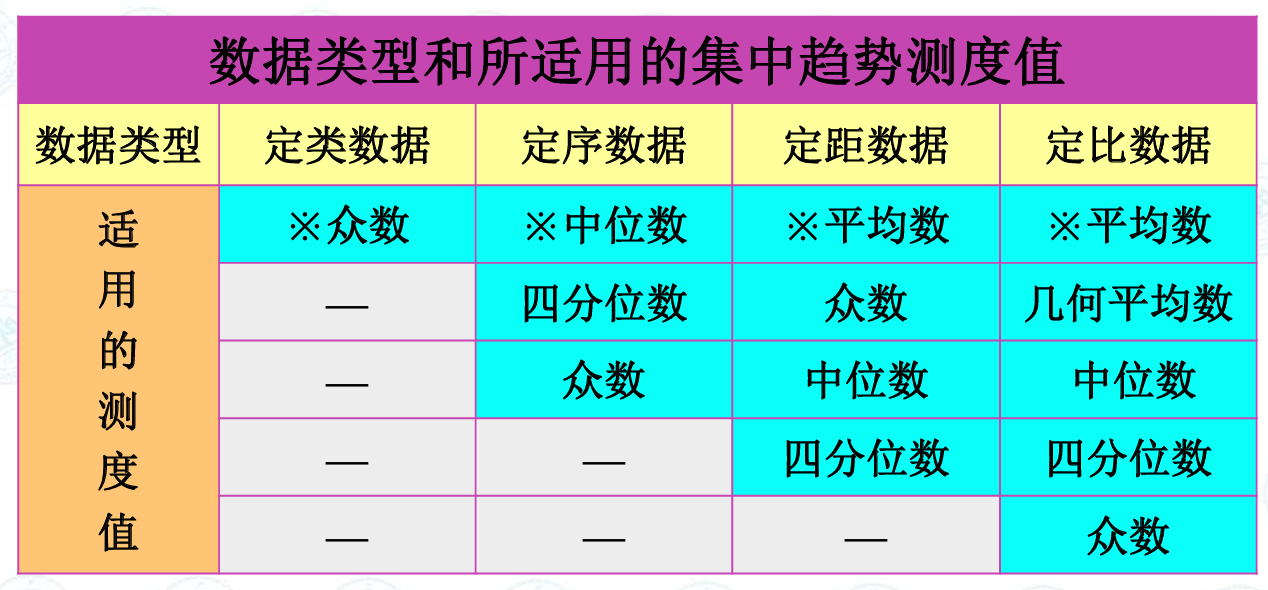 数据类型和所适用的集中趋势测度值
数据类型 定类数据 定序数据 定距数据 定比数据
适用的测度值
※众数 ※中位数 ※平均数 ※平均数
— 四分位数 众数 几何平均数
— 众数 中位数 中位数
— — 四分位数 四分位数
— — — 众数